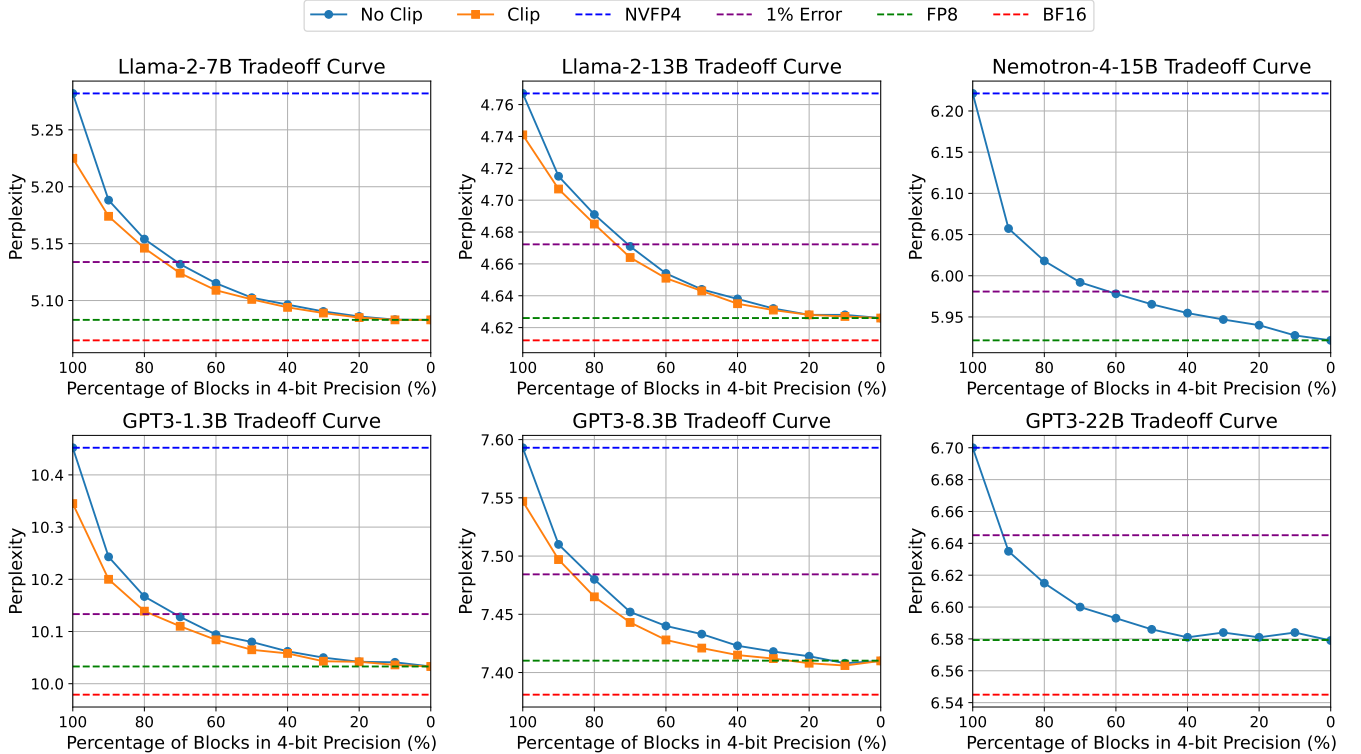 No Clip Clip NVFP4 1% Error FP8 BF16
Llama-2-7B Tradeoff Curve
Perplexity
5.25
5.20
5.15
5.10
100 80 60 40 20 0
Percentage of Blocks in 4-bit Precision (%)
Llama-2-13B Tradeoff Curve
Perplexity
4.76
4.74
4.72
4.70
4.68
4.66
4.64
4.62
100 80 60 40 20 0
Percentage of Blocks in 4-bit Precision (%)
Nemotron-4-15B Tradeoff Curve
Perplexity
6.20
6.15
6.10
6.05
6.00
5.95
100 80 60 40 20 0
Percentage of Blocks in 4-bit Precision (%)
GPT3-1.3B Tradeoff Curve
Perplexity
10.4
10.3
10.2
10.1
10.0
100 80 60 40 20 0
Percentage of Blocks in 4-bit Precision (%)
GPT3-8.3B Tradeoff Curve
Perplexity
7.60
7.55
7.50
7.45
7.40
100 80 60 40 20 0
Percentage of Blocks in 4-bit Precision (%)
GPT3-22B Tradeoff Curve
Perplexity
6.70
6.68
6.66
6.64
6.62
6.60
6.58
6.56
6.54
100 80 60 40 20 0
Percentage of Blocks in 4-bit Precision (%)